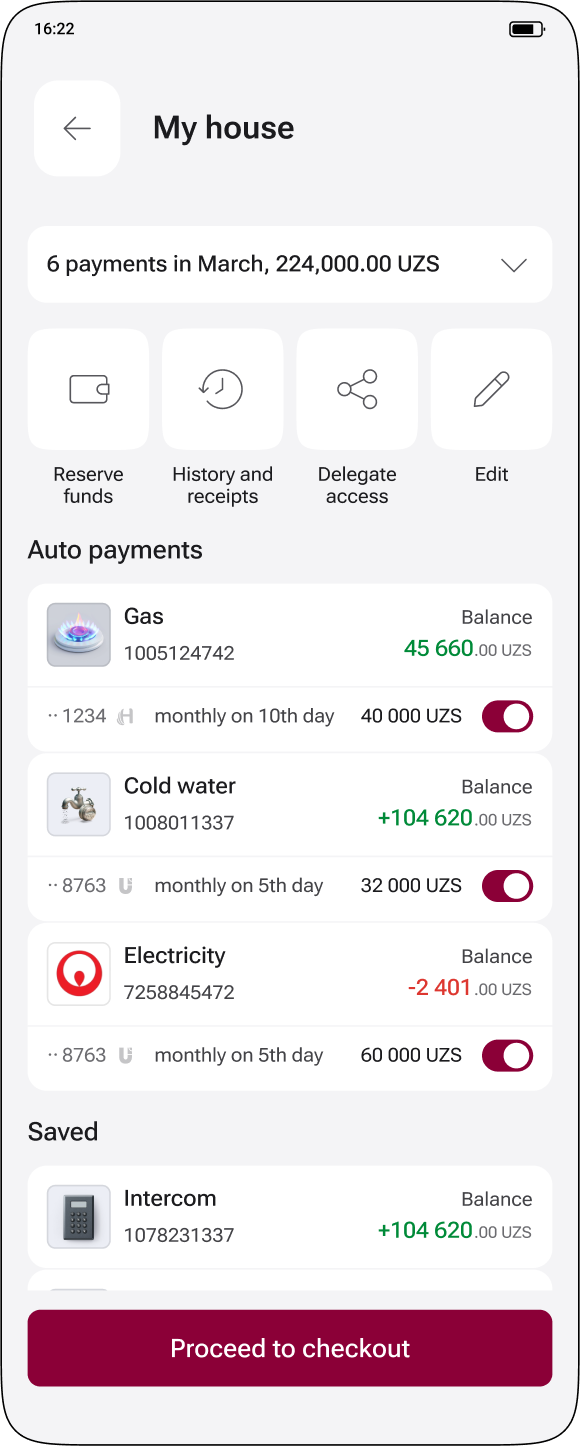 16:22
My house
6 payments in March, 224,000.00 UZS
Reserve funds
History and receipts
Delegate access
Edit
Auto payments
Gas
Balance
1005124742
45 660.00 UZS
·· 1234
monthly on 10th day
40 000 UZS
Cold water
Balance
1008011337
+104 620.00 UZS
·· 8763
monthly on 5th day
32 000 UZS
Electricity
Balance
7258845472
-2 401.00 UZS
·· 8763
monthly on 5th day
60 000 UZS
Saved
Intercom
Balance
1078231337
+104 620.00 UZS
Proceed to checkout